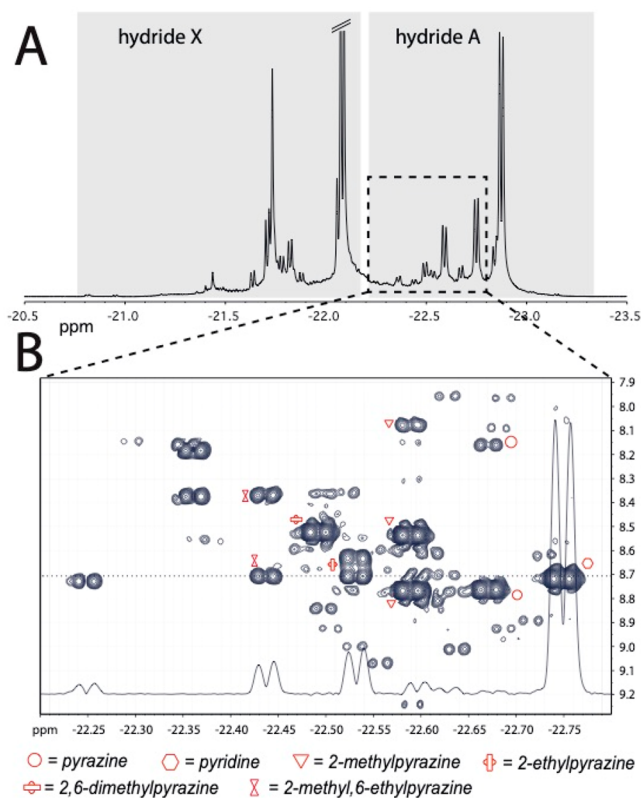 A
hydride X
hydride A
-20.5 -21.0 -21.5 -22.0 -22.5 -23.0 -23.5
ppm
B
7.9
8.0
8.1
8.2
8.3
8.4
8.5
8.6
8.7
8.8
8.9
9.0
9.1
9.2
ppm -22.25 -22.30 -22.35 -22.40 -22.45 -22.50 -22.55 -22.60 -22.65 -22.70 -22.75
= pyrazine = pyridine = 2-methylpyrazine = 2-ethylpyrazine
= 2,6-dimethylpyrazine = 2-methyl,6-ethylpyrazine